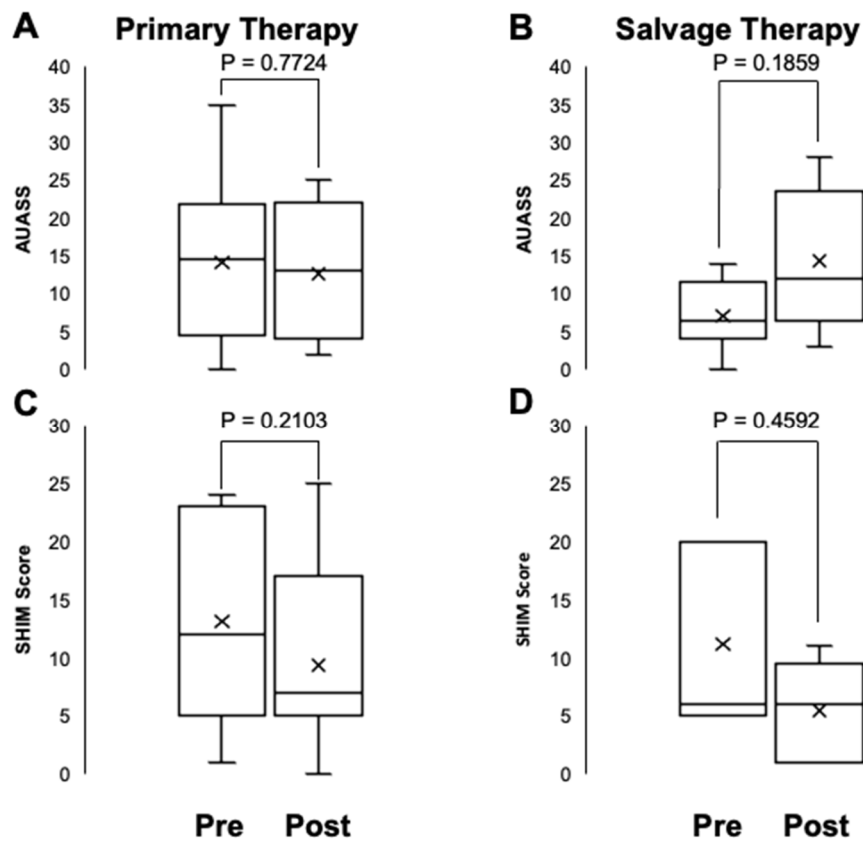 A Primary Therapy
P = 0.7724
40
35
30
25
20
15
10
5
0
AUASS
B Salvage Therapy
P = 0.1859
40
35
30
25
20
15
10
5
0
AUASS
C
P = 0.2103
30
25
20
15
10
5
0
SHIM Score
Pre Post
D
P = 0.4592
30
25
20
15
10
5
0
SHIM Score
Pre Post